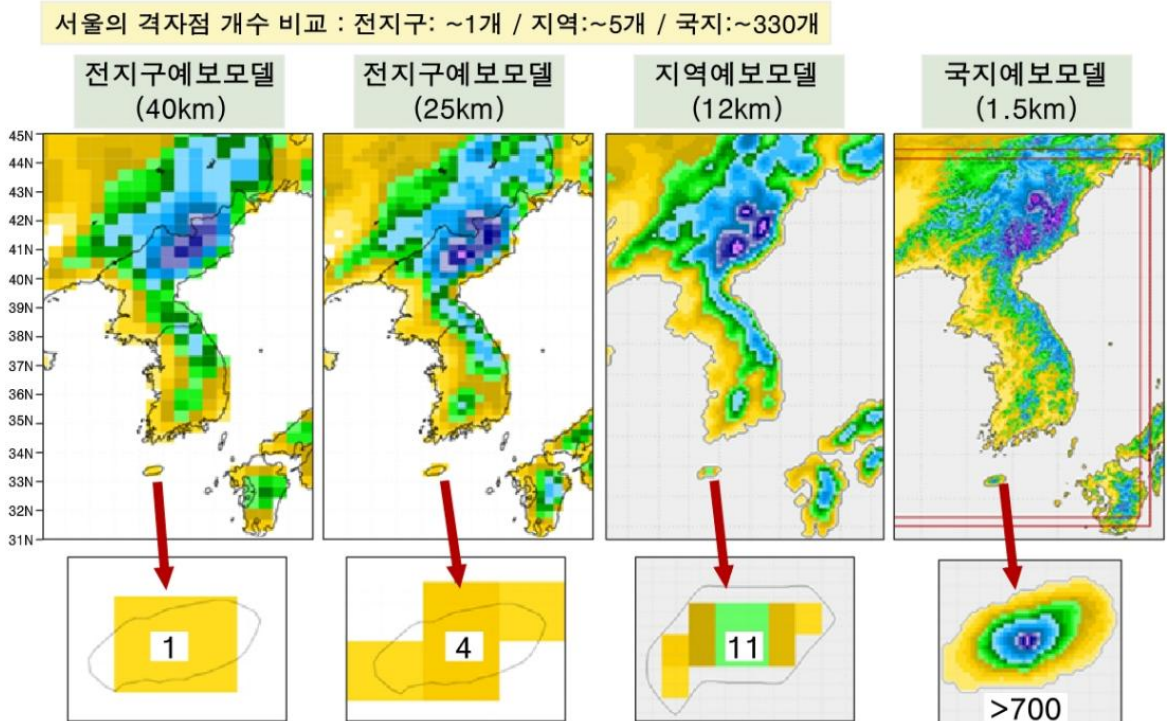 서울의 격자점 개수 비교 : 전지구: ~1개 / 지역:~5개 / 국지:~330개
전지구예보모델
(40km)
전지구예보모델
(25km)
지역예보모델
(12km)
국지예보모델
(1.5km)
45N
44N
43N
42N
41N
40N
39N
38N
37N
36N
35N
34N
33N
32N
31N
1
4
11
>700